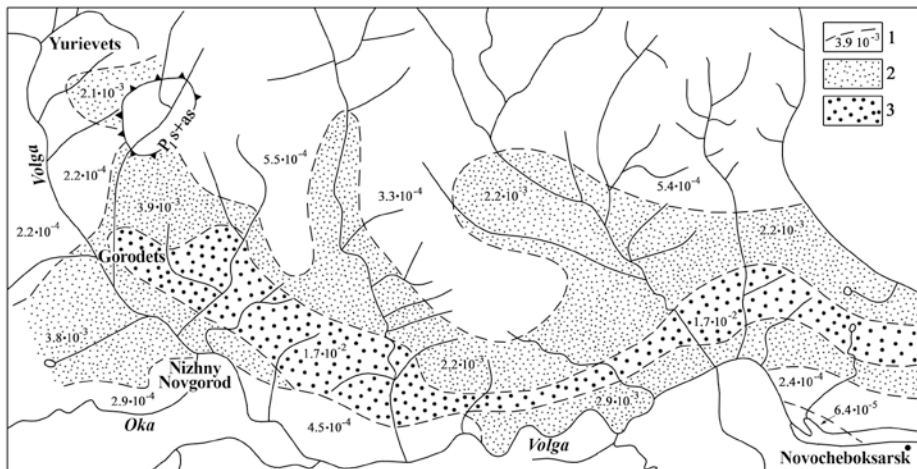 Yurievets
3.9 10⁻³ 1
2.1·10⁻³
2
3
P₁ s+as
Volga
2.2·10⁻⁴
5.5·10⁻⁴
5.4·10⁻⁴
3.9·10⁻³
3.3·10⁻⁴
2.2·10⁻³
2.2·10⁻⁴
2.2·10⁻³
Gorodets
3.8·10⁻³
1.7·10⁻²
1.7·10⁻²
Nizhny
Novgorod
2.2·10⁻³
2.4·10⁻⁴
2.9·10⁻⁴
2.9·10⁻³
6.4·10⁻⁵
Oka
4.5·10⁻⁴
Volga
Novocheboksarsk